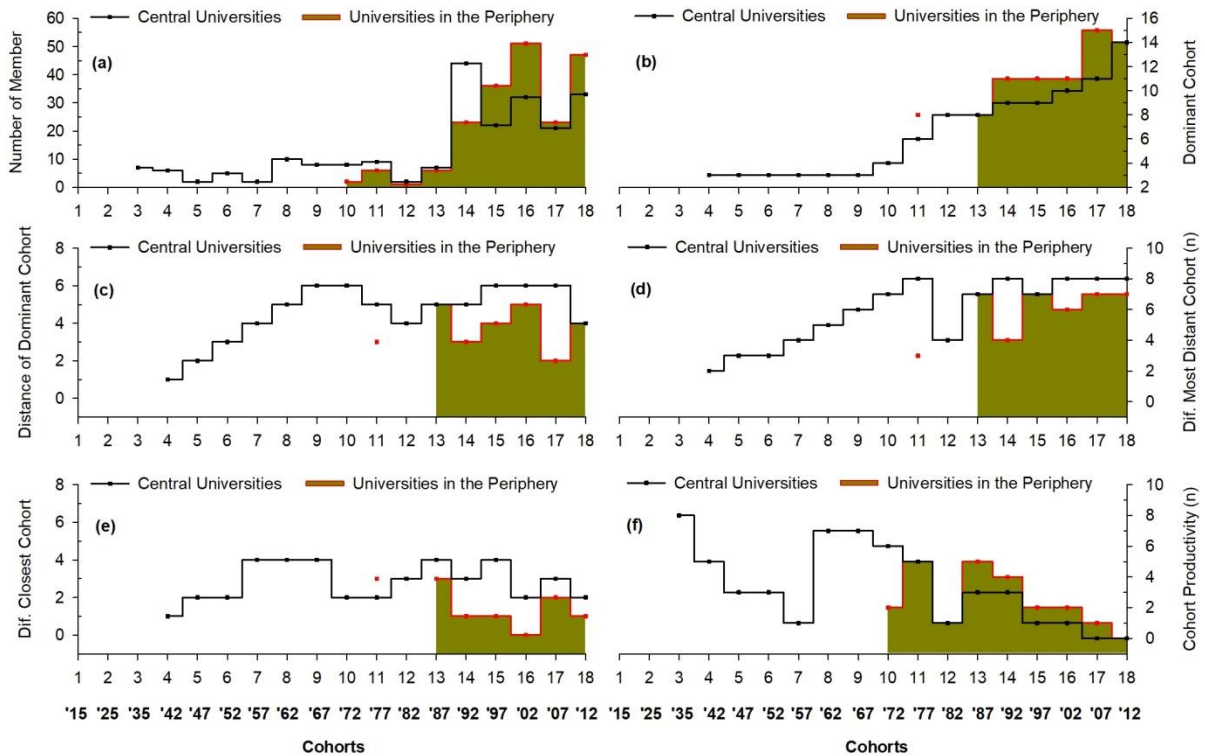 Central Universities Universities in the Periphery
(a)
Number of Member
60
50
40
30
20
10
0
1 2 3 4 5 6 7 8 9 10 11 12 13 14 15 16 17 18
Central Universities Universities in the Periphery
(b)
Dominant Cohort
16
14
12
10
8
6
4
2
1 2 3 4 5 6 7 8 9 10 11 12 13 14 15 16 17 18
Central Universities Universities in the Periphery
(c)
Distance of Dominant Cohort
8
6
4
2
0
1 2 3 4 5 6 7 8 9 10 11 12 13 14 15 16 17 18
Central Universities Universities in the Periphery
(d)
Dif. Most Distant Cohort (n)
10
8
6
4
2
0
1 2 3 4 5 6 7 8 9 10 11 12 13 14 15 16 17 18
Central Universities Universities in the Periphery
(e)
Dif. Closest Cohort
8
6
4
2
0
1 2 3 4 5 6 7 8 9 10 11 12 13 14 15 16 17 18
'15 '25 '35 '42 '47 '52 '57 '62 '67 '72 '77 '82 '87 '92 '97 '02 '07 '12
Cohorts
Central Universities Universities in the Periphery
(f)
Cohort Productivity (n)
10
8
6
4
2
0
1 2 3 4 5 6 7 8 9 10 11 12 13 14 15 16 17 18
'15 '25 '35 '42 '47 '52 '57 '62 '67 '72 '77 '82 '87 '92 '97 '02 '07 '12
Cohorts